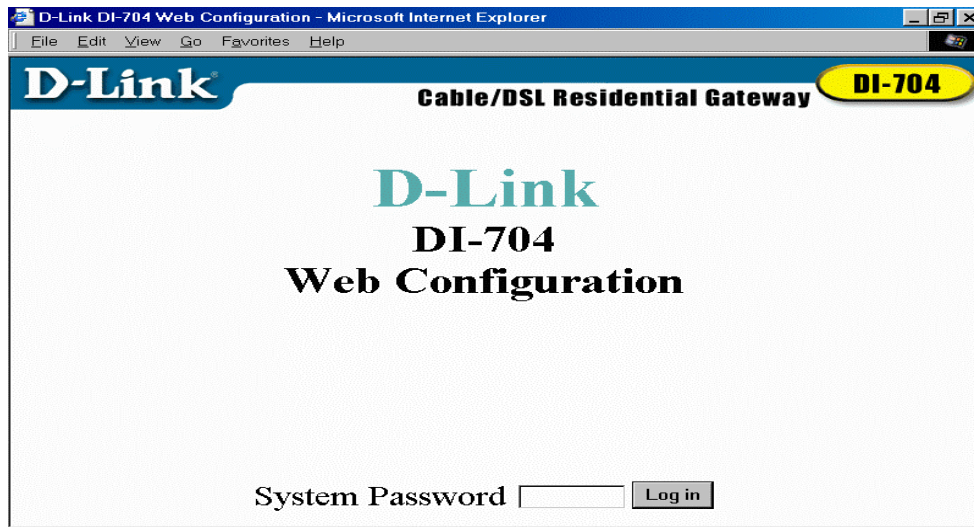 D-Link DI-704 Web Configuration - Microsoft Internet Explorer
File Edit View Go Favorites Help
D-Link®
Cable/DSL Residential Gateway DI-704
D-Link
DI-704
Web Configuration
System Password Log in